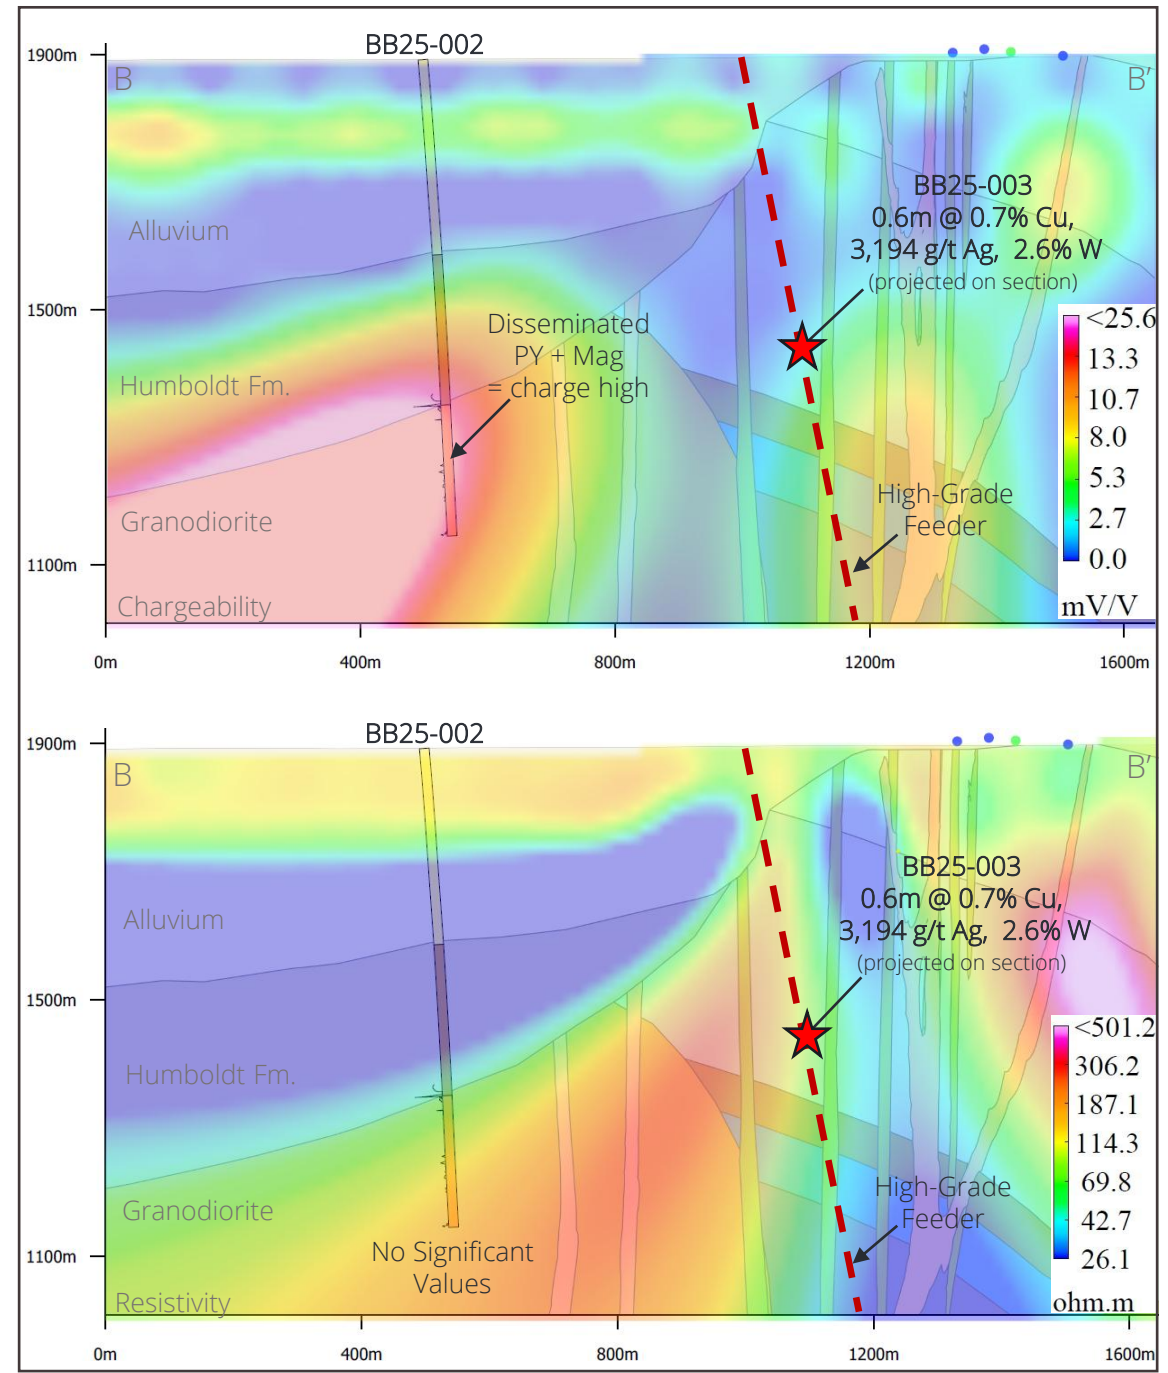 BB25-002
1900m
B
B'
BB25-003
0.6m @ 0.7% Cu,
3,194 g/t Ag, 2.6% W
(projected on section)
Alluvium
1500m
Disseminated
PY + Mag
= charge high
Humboldt Fm.
<25.6
13.3
10.7
8.0
5.3
2.7
0.0
mV/V
High-Grade
Feeder
Granodiorite
1100m
Chargeability
0m
400m
800m
1200m
1600m
BB25-002
1900m
B
B'
BB25-003
0.6m @ 0.7% Cu,
3,194 g/t Ag, 2.6% W
(projected on section)
Alluvium
1500m
Humboldt Fm.
<501.2
306.2
187.1
114.3
69.8
42.7
26.1
ohm.m
High-Grade
Feeder
Granodiorite
No Significant
Values
1100m
Resistivity
0m
400m
800m
1200m
1600m